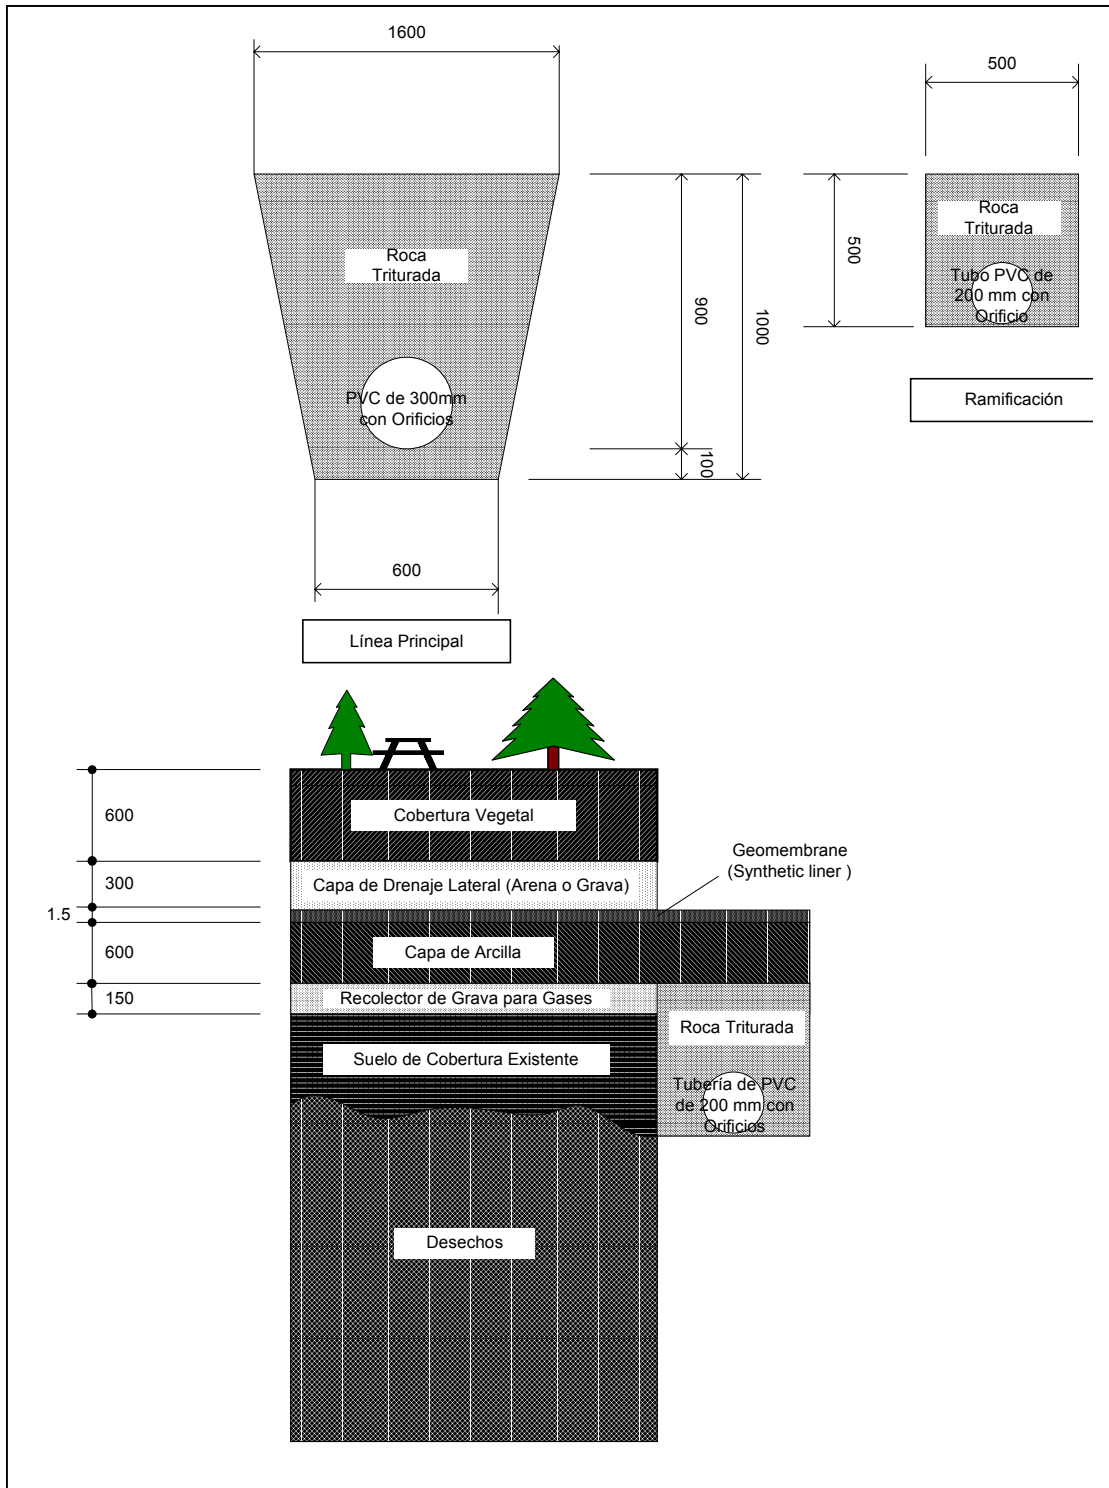 1600
500
Roca
Triturada
500
Tubo PVC de
200 mm con
Orificio
Ramificación
Roca
Triturada
900
1000
PVC de 300mm
con Orificios
100
600
Línea Principal
600
Cobertura Vegetal
Geomembrane
(Synthetic liner )
300
Capa de Drenaje Lateral (Arena o Grava)
1.5
600
Capa de Arcilla
150
Recolector de Grava para Gases
Roca Triturada
Suelo de Cobertura Existente
Tubería de PVC
de 200 mm con
Orificios
Desechos